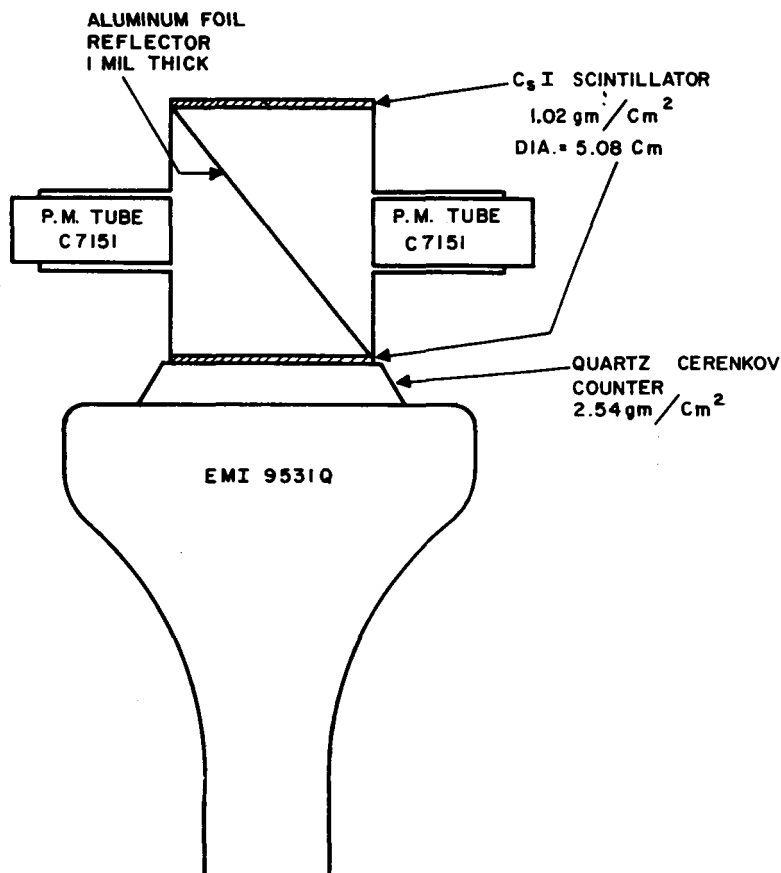 ALUMINUM FOIL
REFLECTOR
1 MIL THICK
CsI SCINTILLATOR
1.02 gm/Cm²
DIA.= 5.08 Cm
P.M. TUBE
C7151
P.M. TUBE
C7151
QUARTZ CERENKOV
COUNTER
2.54 gm/Cm²
EMI 9531Q